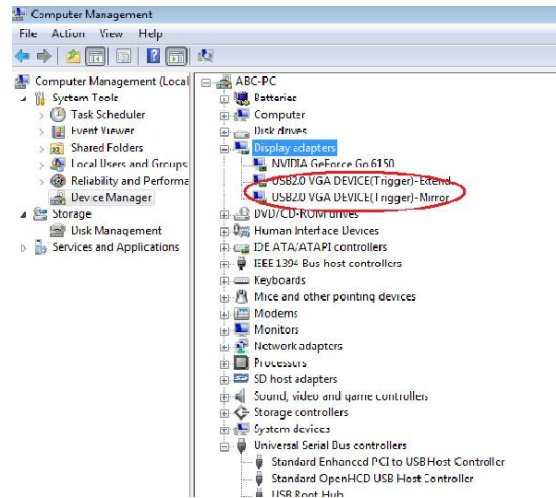 Computer Management
File Action View Help
Computer Management (Local
System Tools
Task Scheduler
Event Viewer
Shared Folders
Local Users and Groups
Reliability and Performa
Device Manager
Storage
Disk Management
Services and Applications
ABC-PC
Batteries
Computer
Disk drives
Display adapters
NVIDIA GeForce Go 6150
USB2.0 VGA DEVICE(Trigger)-Extend
USB2.0 VGA DEVICE(Trigger)-Mirror
DVD/CD-ROM drives
Human Interface Devices
IDE ATA/ATAPI controllers
IEEE 1394 Bus host controllers
Keyboards
Mice and other pointing devices
Modems
Monitors
Network adapters
Processors
SD host adapters
Sound, video and game controllers
Storage controllers
System devices
Universal Serial Bus controllers
Standard Enhanced PCI to USB Host Controller
Standard OpenHCD USB Host Controller
USB Root Hub